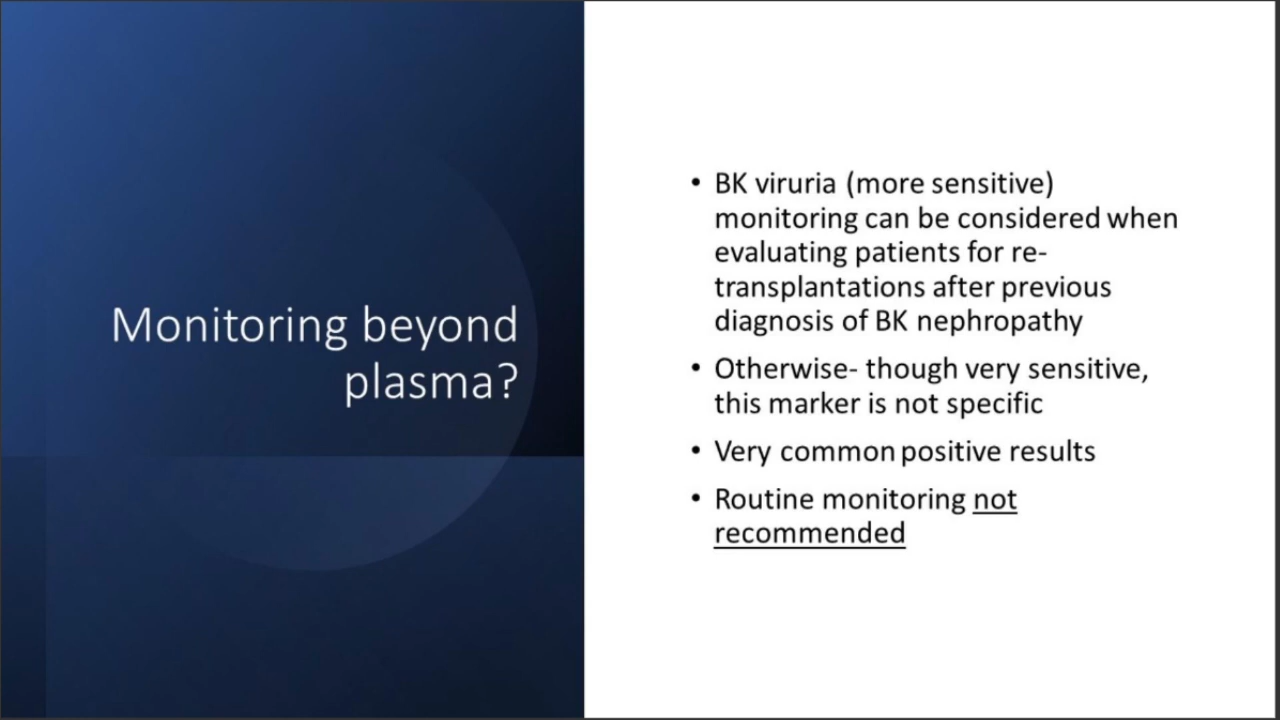 Monitoring beyond
plasma?
• BK viruria (more sensitive)
monitoring can be considered when
evaluating patients for re-
transplantations after previous
diagnosis of BK nephropathy
• Otherwise- though very sensitive,
this marker is not specific
• Very common positive results
• Routine monitoring not
recommended